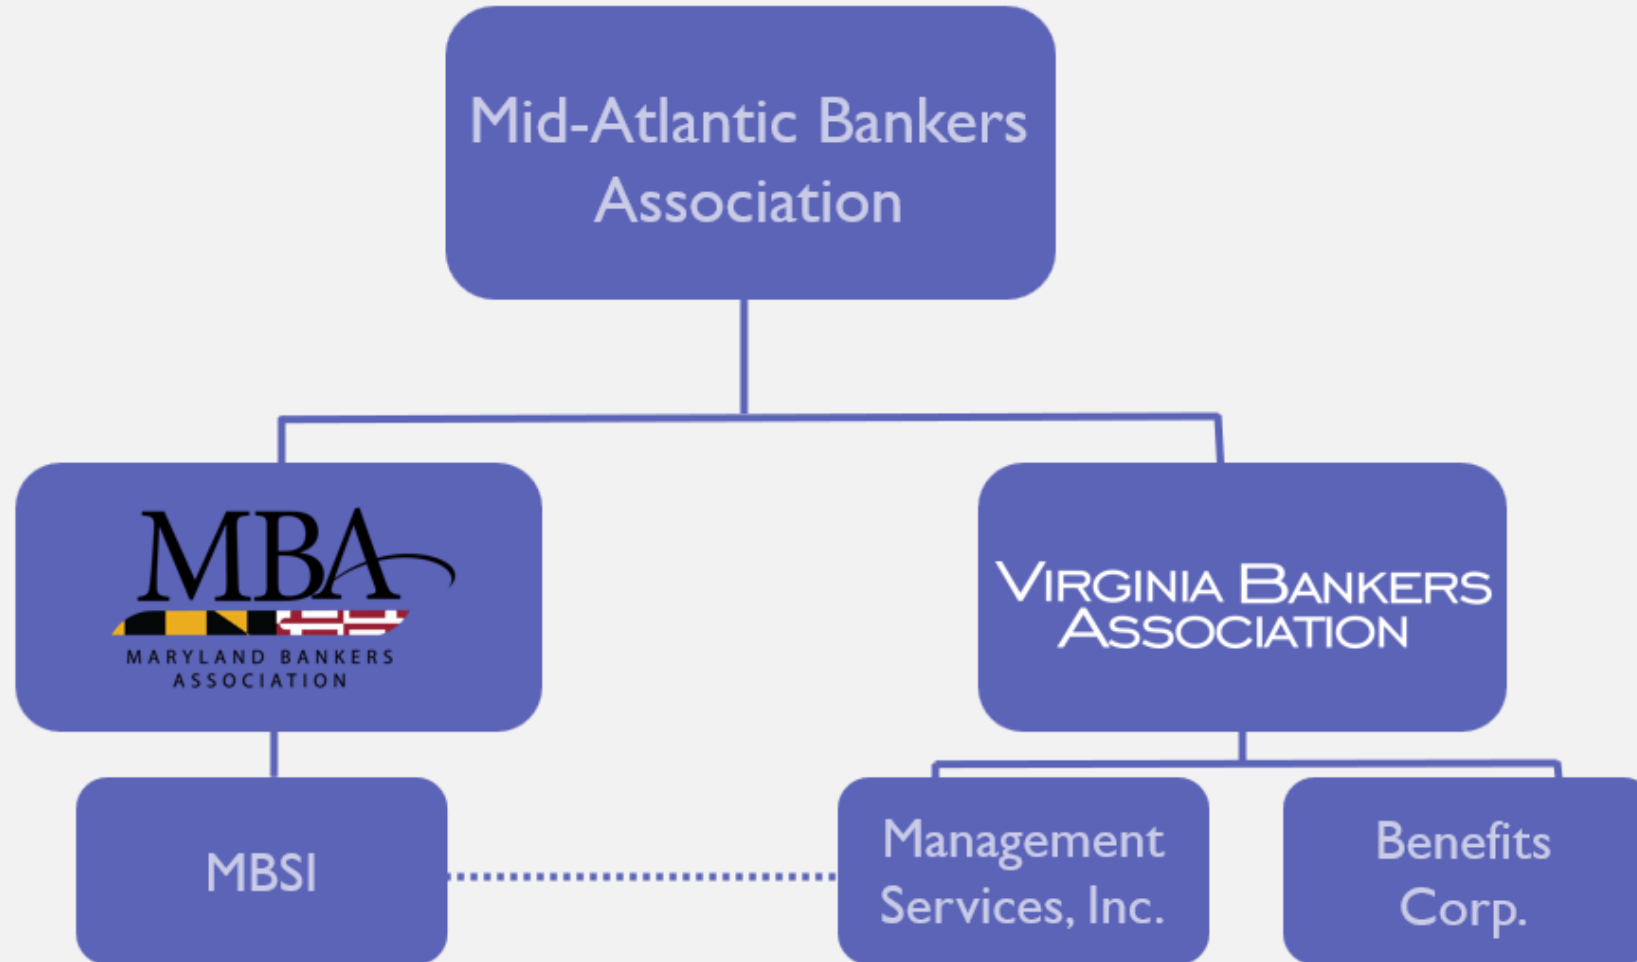 Mid-Atlantic Bankers
Association
MBA
MARYLAND BANKERS
ASSOCIATION
VIRGINIA BANKERS
ASSOCIATION
MBSI
Management
Services, Inc.
Benefits
Corp.